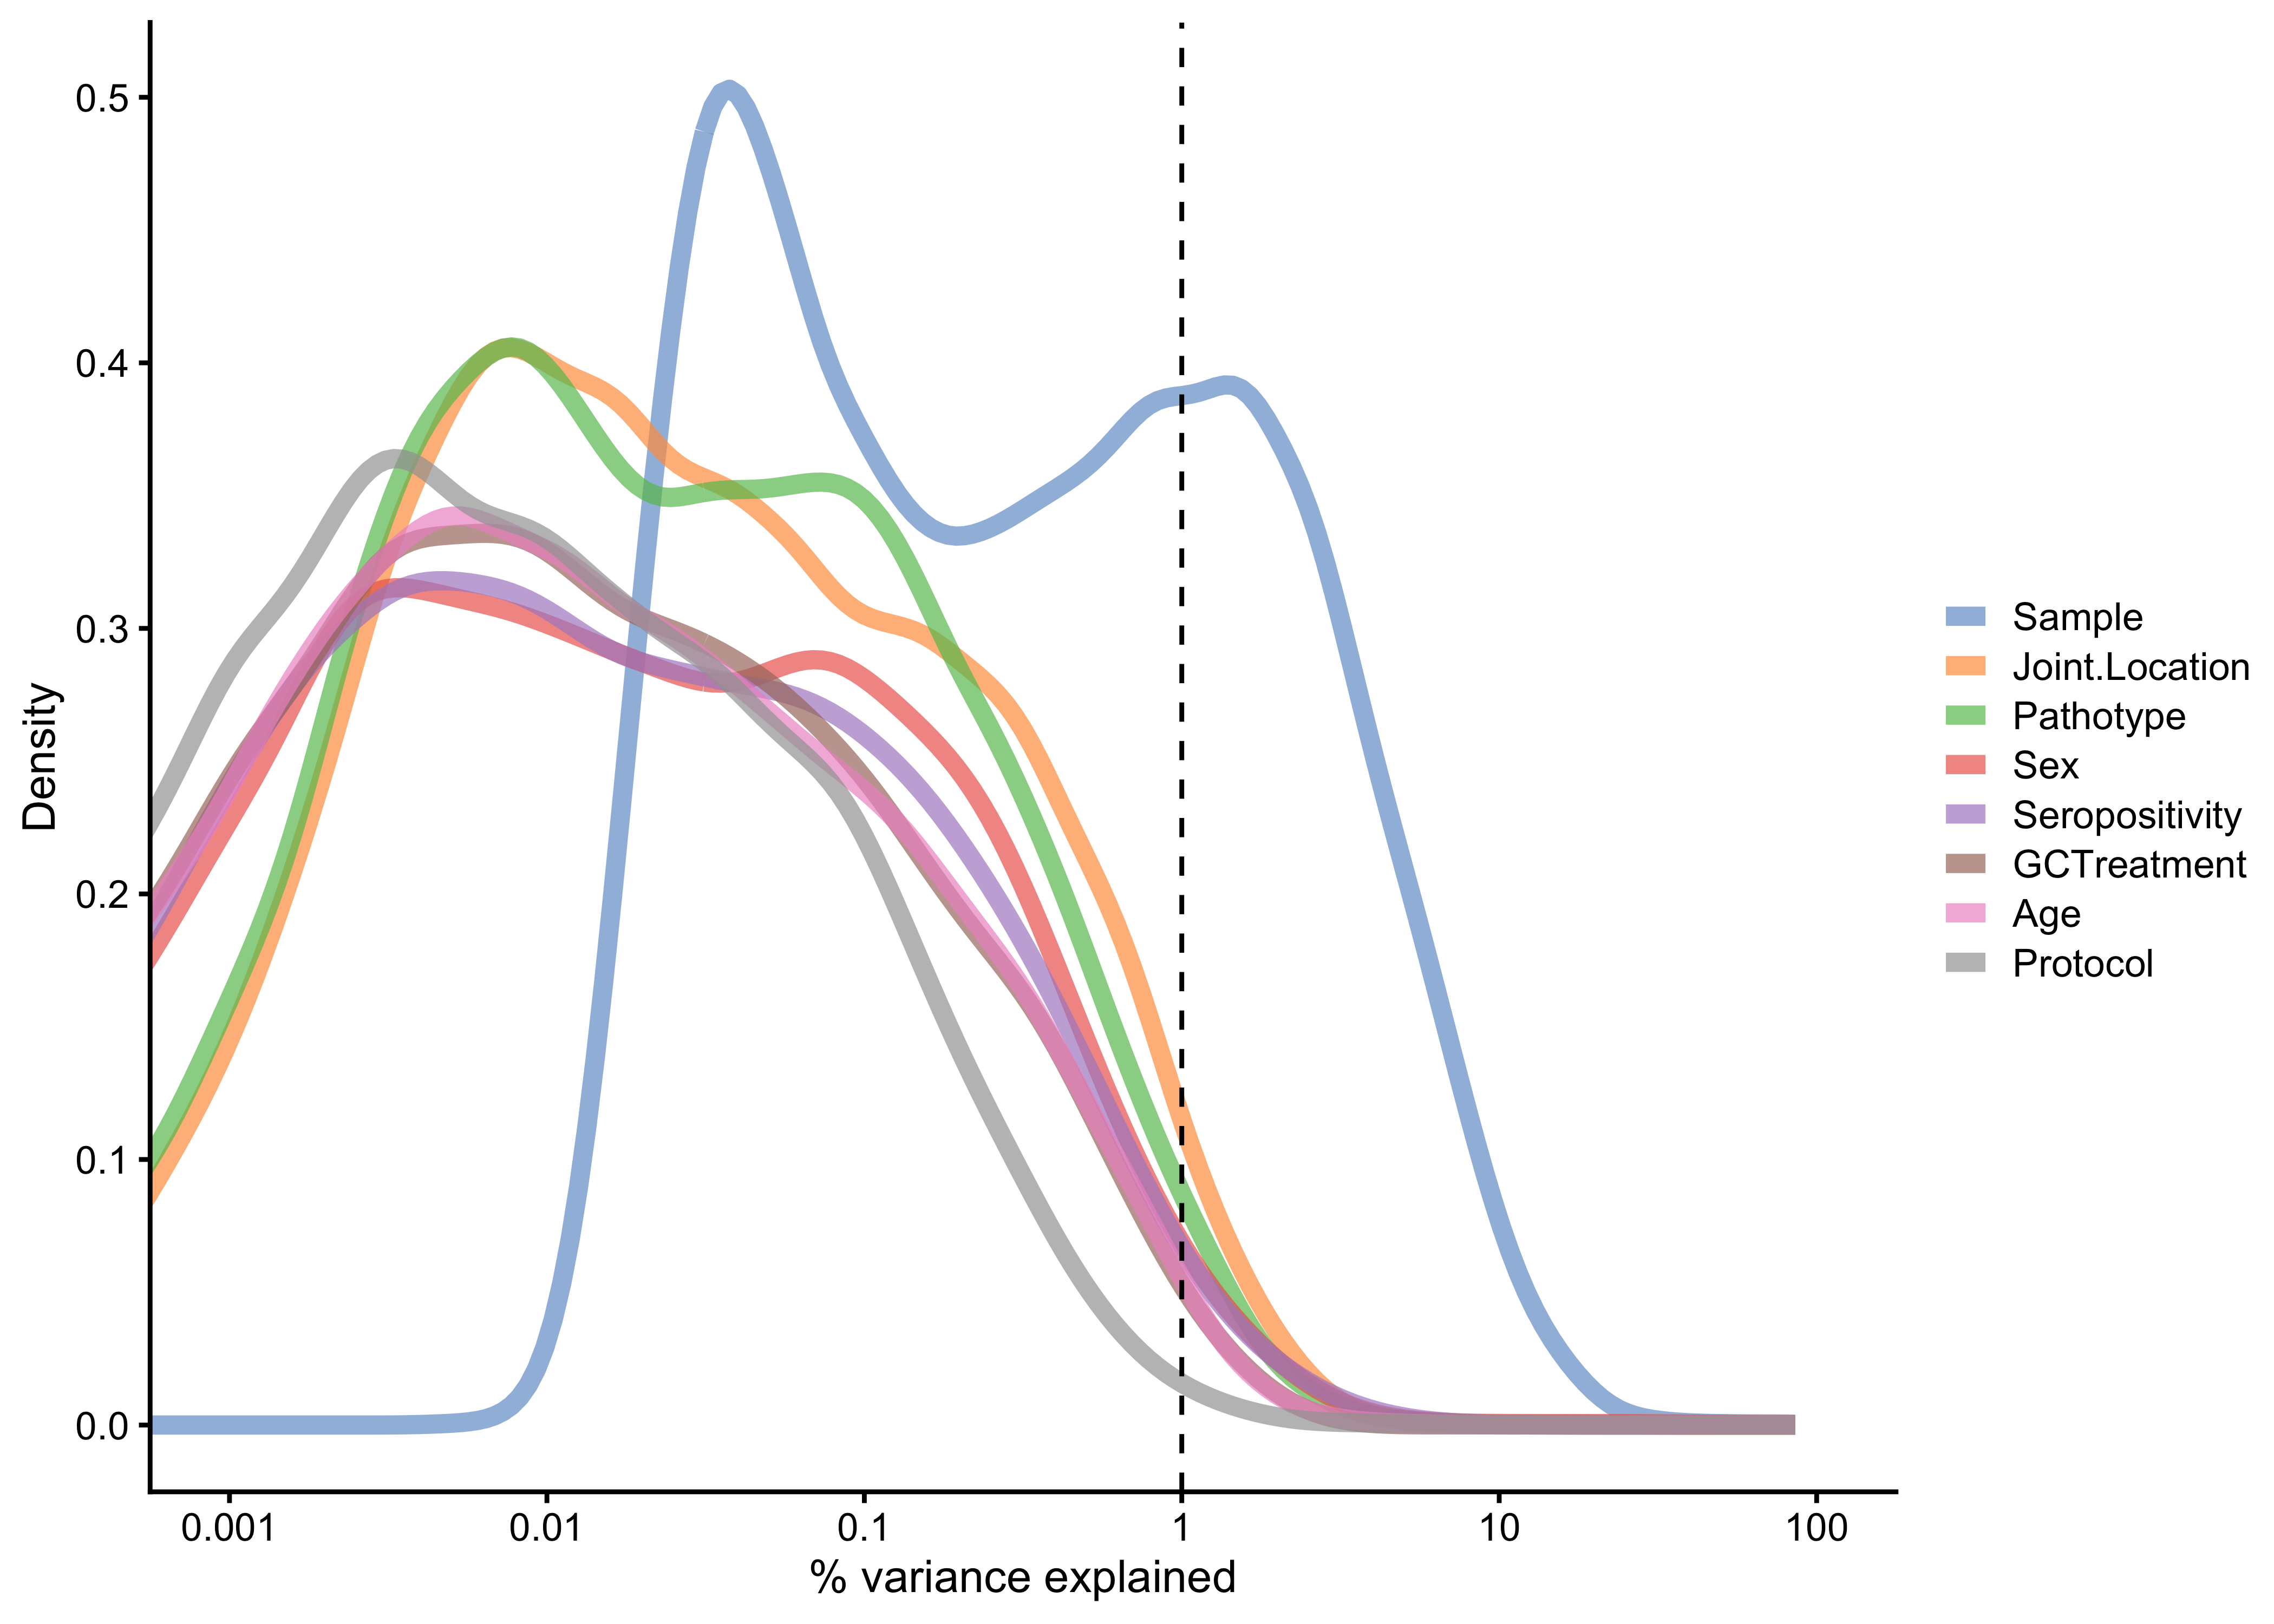 Density
0.5
0.4
0.3
0.2
0.1
0.0
0.001 0.01 0.1 1 10 100
% variance explained
Sample
Joint.Location
Pathotype
Sex
Seropositivity
GCTreatment
Age
Protocol